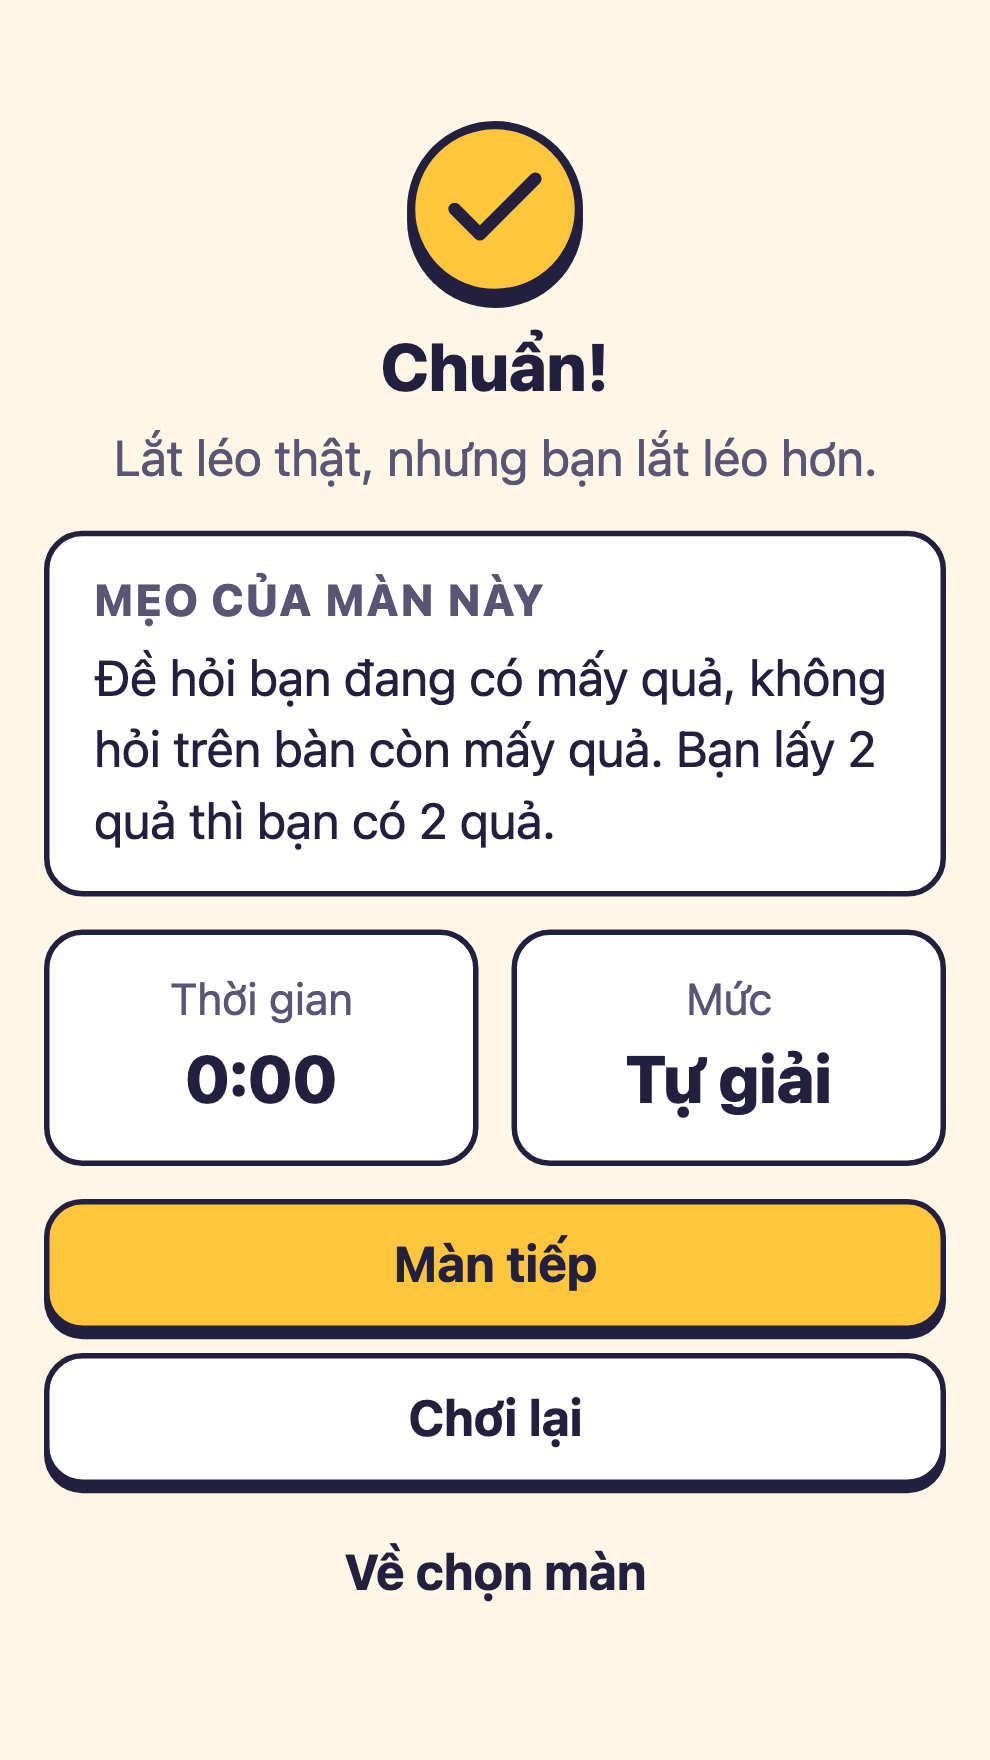 Chuẩn!
Lắt léo thật, nhưng bạn lắt léo hơn.
MẸO CỦA MÀN NÀY
Đề hỏi bạn đang có mấy quả, không
hỏi trên bàn còn mấy quả. Bạn lấy 2
quả thì bạn có 2 quả.
Thời gian
0:00
Mức
Tự giải
Màn tiếp
Chơi lại
Về chọn màn